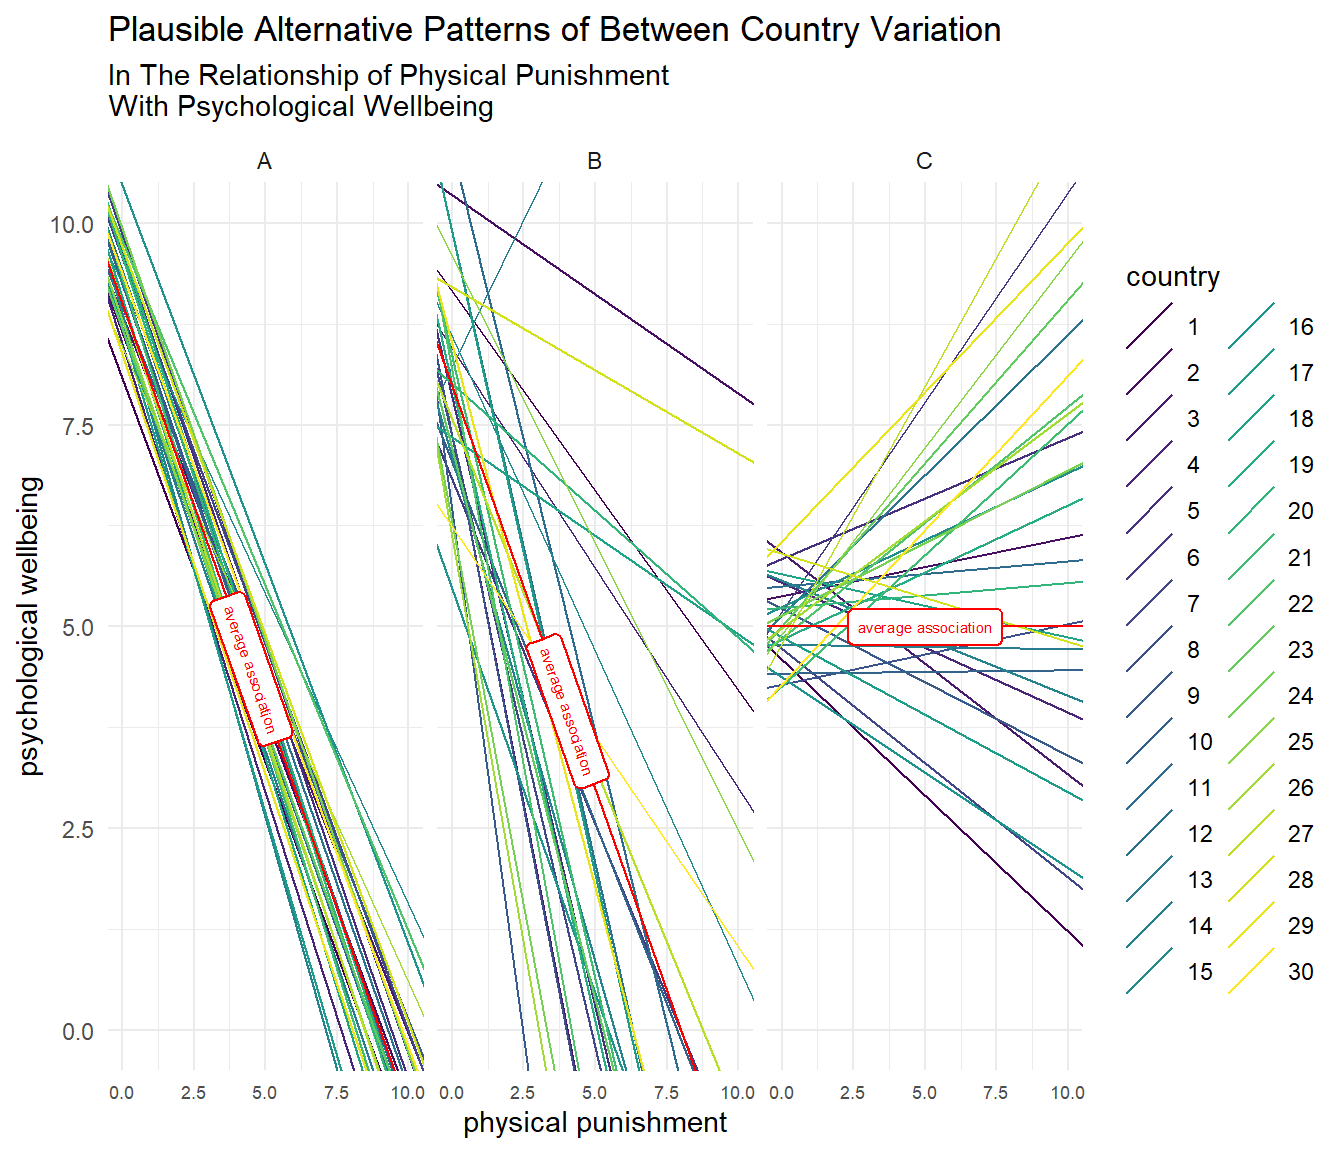 Plausible Alternative Patterns of Between Country Variation
In The Relationship of Physical Punishment
With Psychological Wellbeing
A
B
C
10.0
7.5
5.0
2.5
0.0
psychological wellbeing
average association
average association
average association
0.0 2.5 5.0 7.5 10.0
0.0 2.5 5.0 7.5 10.0
0.0 2.5 5.0 7.5 10.0
physical punishment
country
1
2
3
4
5
6
7
8
9
10
11
12
13
14
15
16
17
18
19
20
21
22
23
24
25
26
27
28
29
30